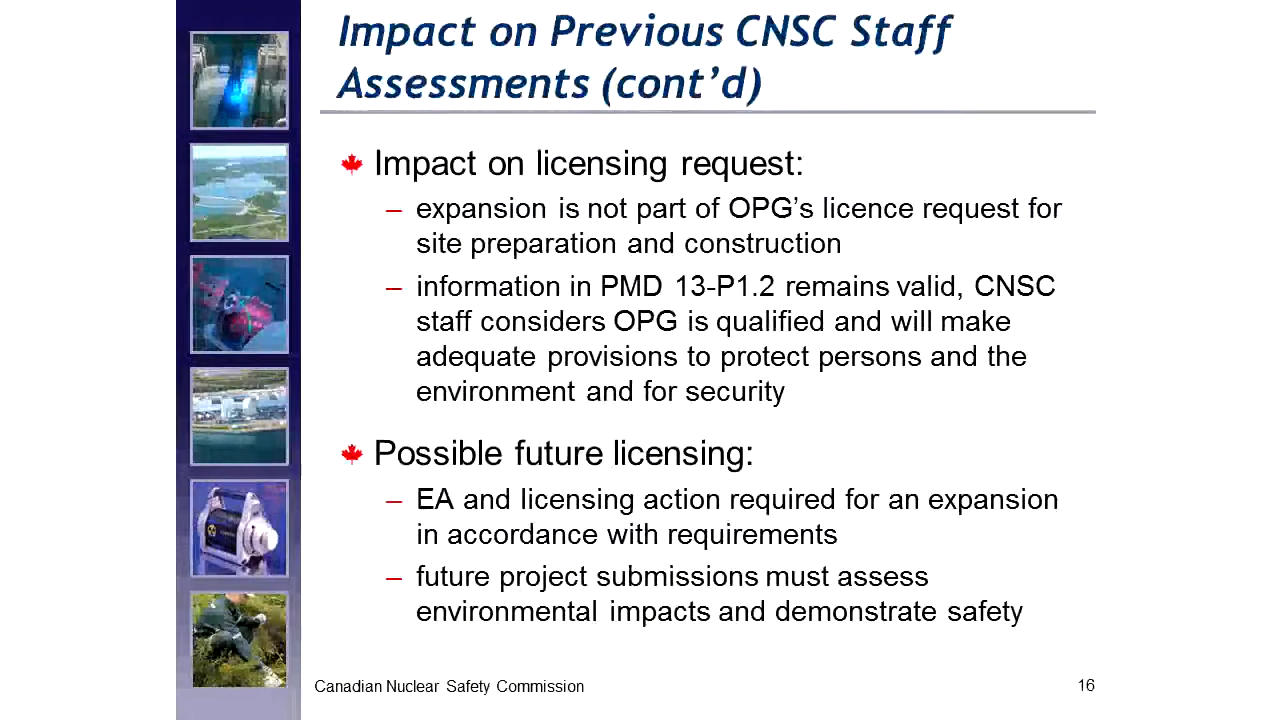 Impact on Previous CNSC Staff
Assessments (cont’d)
Impact on licensing request:
– expansion is not part of OPG’s licence request for
site preparation and construction
– information in PMD 13-P1.2 remains valid, CNSC
staff considers OPG is qualified and will make
adequate provisions to protect persons and the
environment and for security
Possible future licensing:
– EA and licensing action required for an expansion
in accordance with requirements
– future project submissions must assess
environmental impacts and demonstrate safety
Canadian Nuclear Safety Commission
16